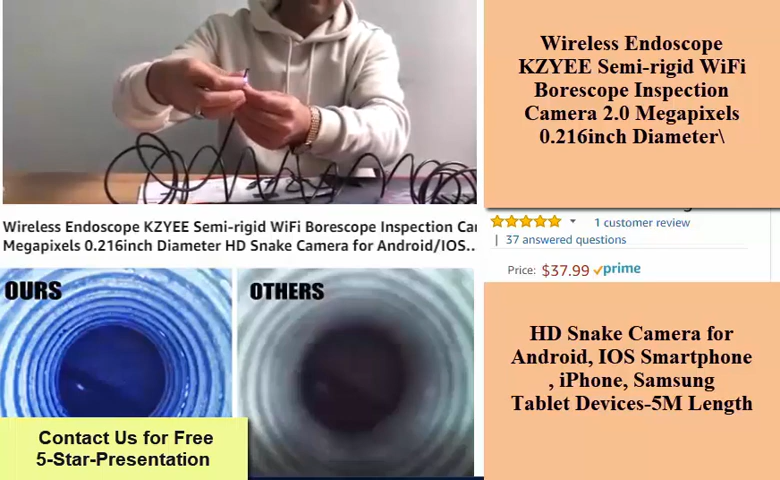 Wireless Endoscope
KZYEE Semi-rigid WiFi
Borescope Inspection
Camera 2.0 Megapixels
0.216inch Diameter\
Wireless Endoscope KZYEE Semi-rigid WiFi Borescope Inspection Ca
Megapixels 0.216inch Diameter HD Snake Camera for Android/IOS..
1 customer review
| 37 answered questions
Price: $37.99 prime
OURS
OTHERS
HD Snake Camera for
Android, IOS Smartphone
, iPhone, Samsung
Tablet Devices-5M Length
Contact Us for Free
5-Star-Presentation